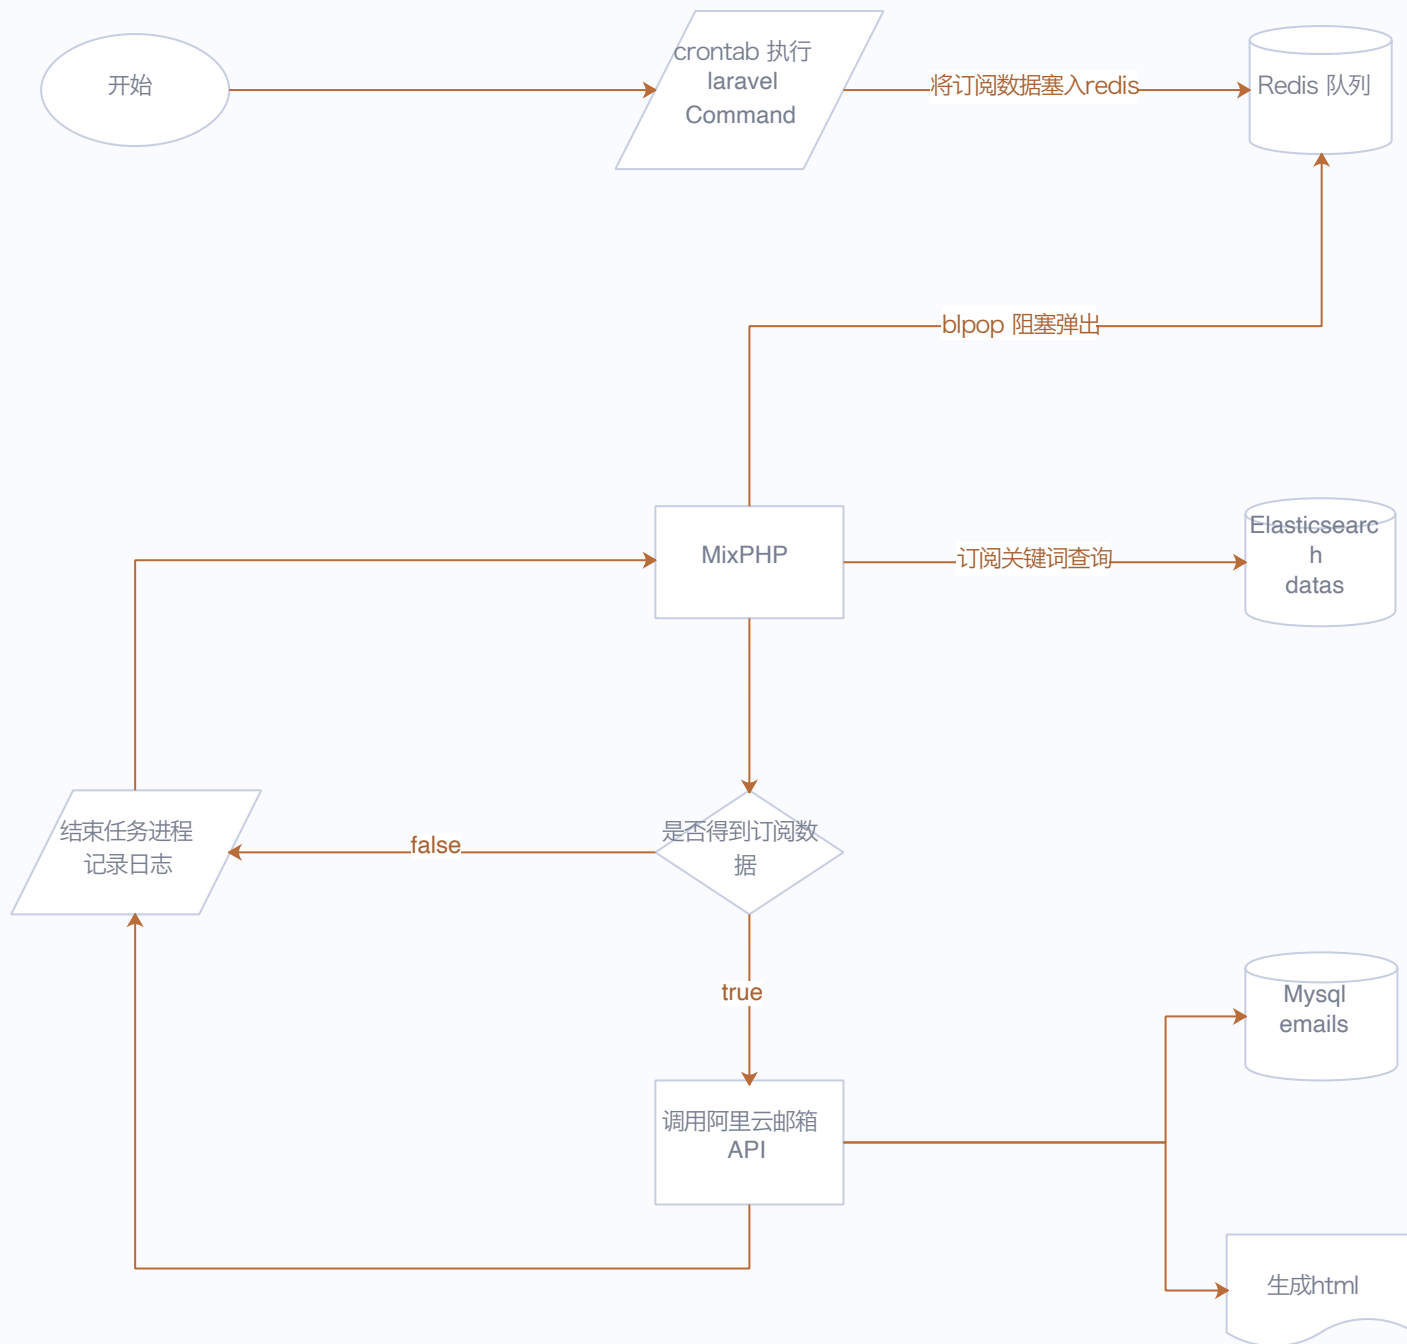 开始
crontab 执行
laravel
Command
将订阅数据塞入redis
Redis 队列
blpop 阻塞弹出
MixPHP
订阅关键词查询
Elasticsearc
h
datas
结束任务进程
记录日志
false
是否得到订阅数
据
true
Mysql
emails
调用阿里云邮箱
API
生成html